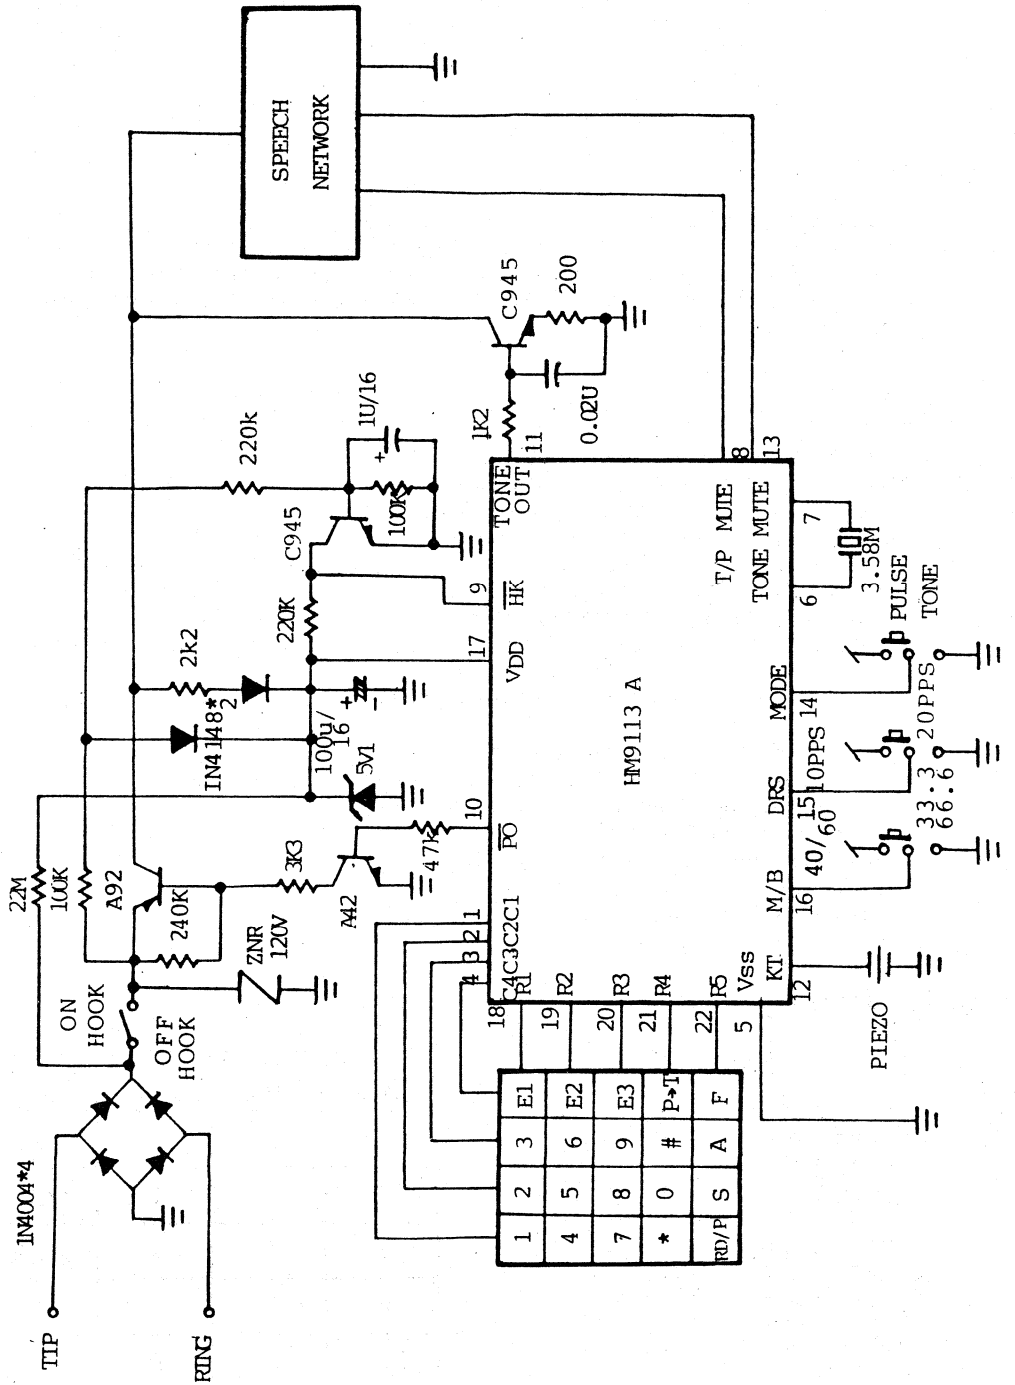 TIP
RING
1N4004*4
ON
HOOK
OFF
HOOK
22M
100K
A92
240K
ZNR
120V
3K3
A42
47K
IN4148*
2
2k2
100u/
16
+
-
5V1
220K
C945
220k
100K
1U/16
+
1K2
C945
200
0.02U
SPEECH
NETWORK
HM9113 A
4
3
2
1
C4C3C2C1
10
PO
17
VDD
9
HK
11
TONE
OUT
18
R1
19
R2
20
R3
21
R4
22
R5
5
Vss
12
KT
16
M/B
15
DRS
14
MODE
6
7
8
13
T/P MUTE
TONE MUTE
3.58M
PULSE
TONE
10PPS
20PPS
40/
60
33.3
66.6
PIEZO
1 2 3 E1
4 5 6 E2
7 8 9 E3
* 0 # P→T
RD/P S A F